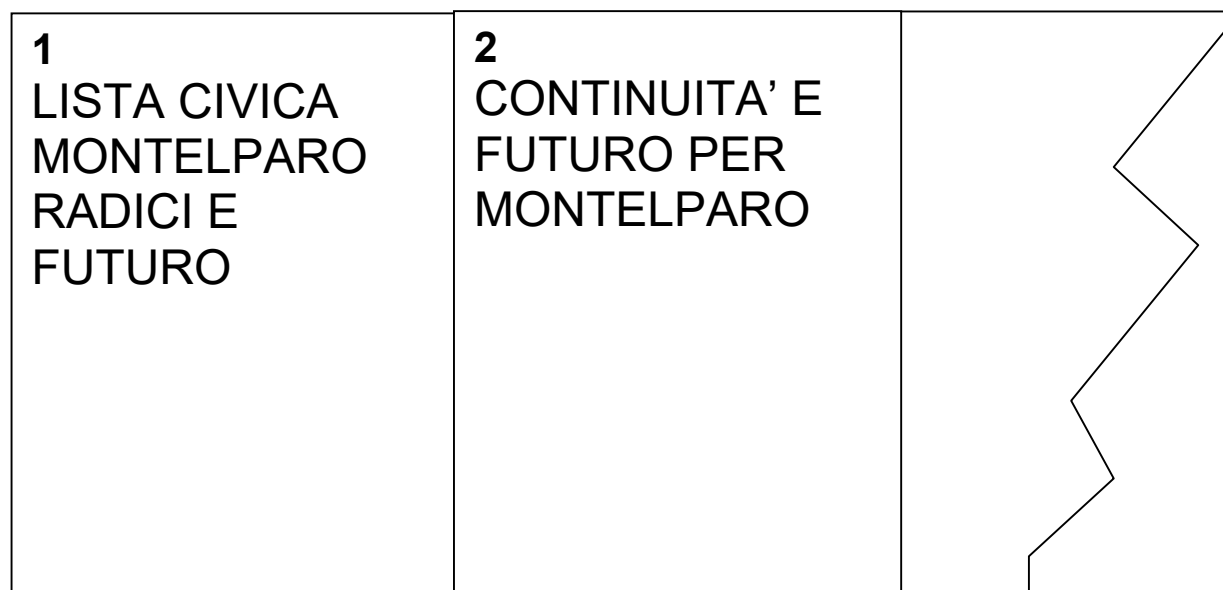 1
LISTA CIVICA
MONTELPARO
RADICI E
FUTURO
2
CONTINUITA’ E
FUTURO PER
MONTELPARO